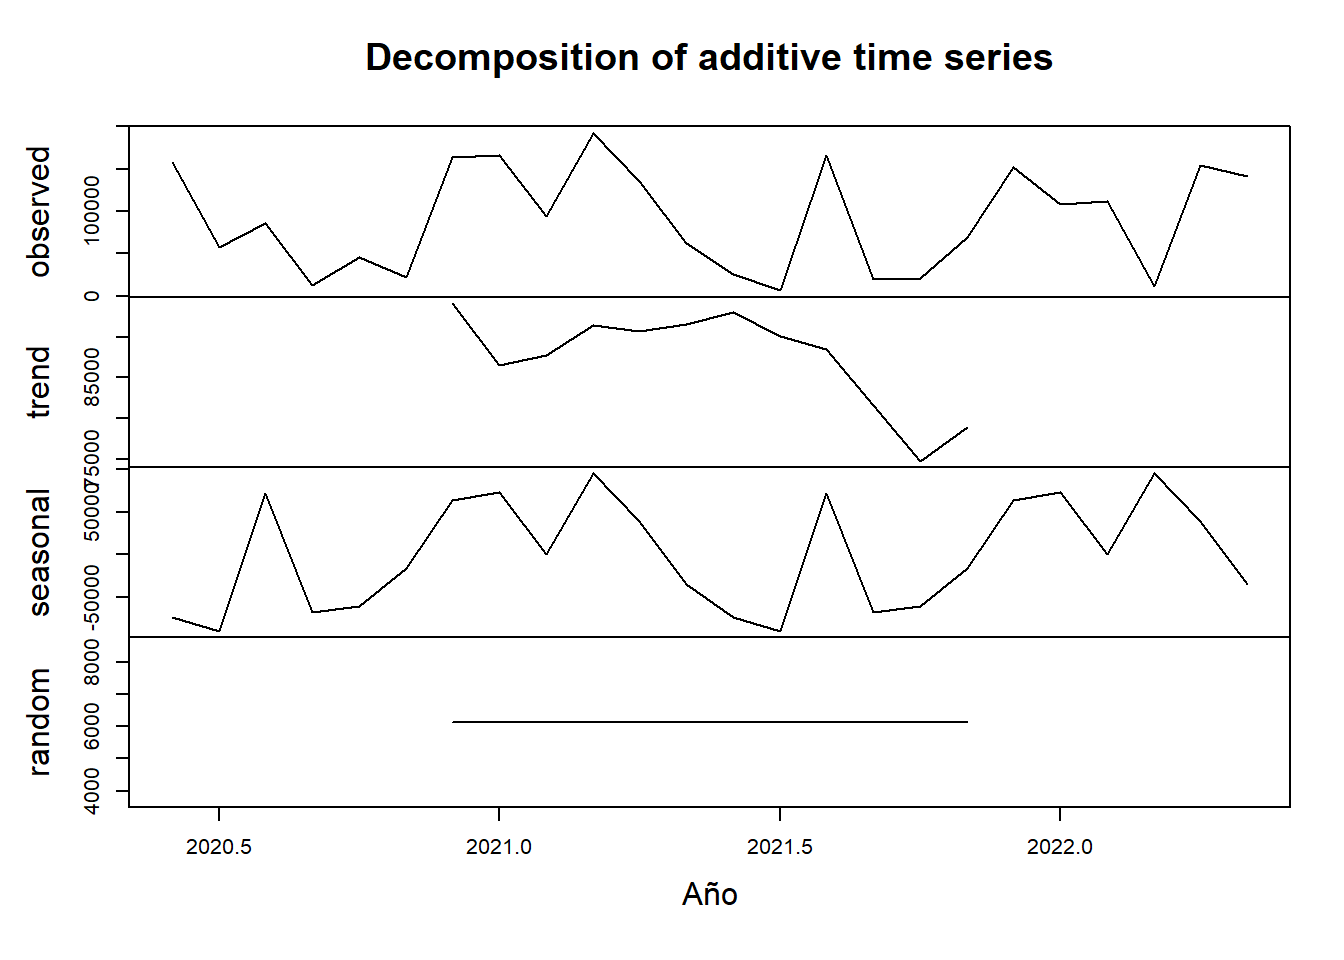 Decomposition of additive time series
observed
0
100000
trend
75000
85000
seasonal
-50000
50000
random
4000
6000
8000
2020.5
2021.0
2021.5
2022.0
Año